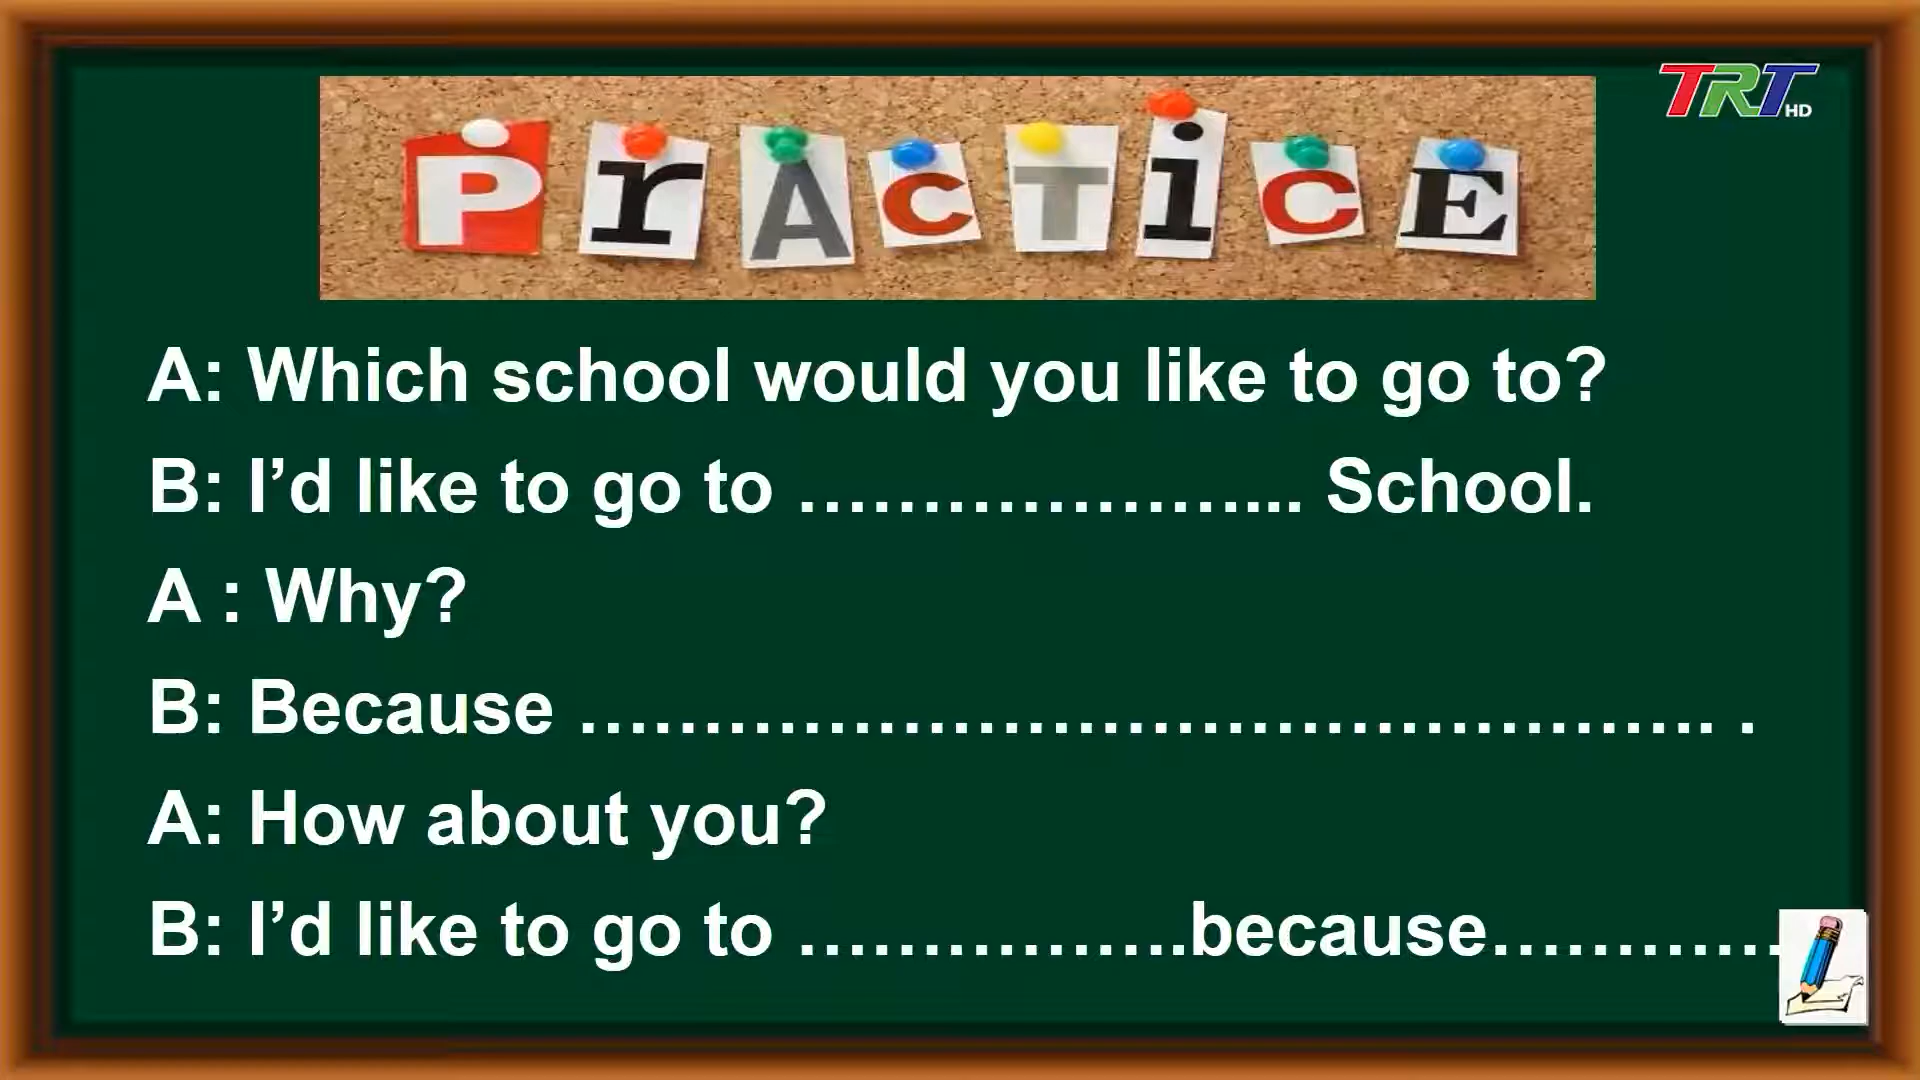 PrAcTicE
TRT HD
A: Which school would you like to go to?
B: I’d like to go to ………………….. School.
A : Why?
B: Because ………………………………………. .
A: How about you?
B: I’d like to go to …………….because…………